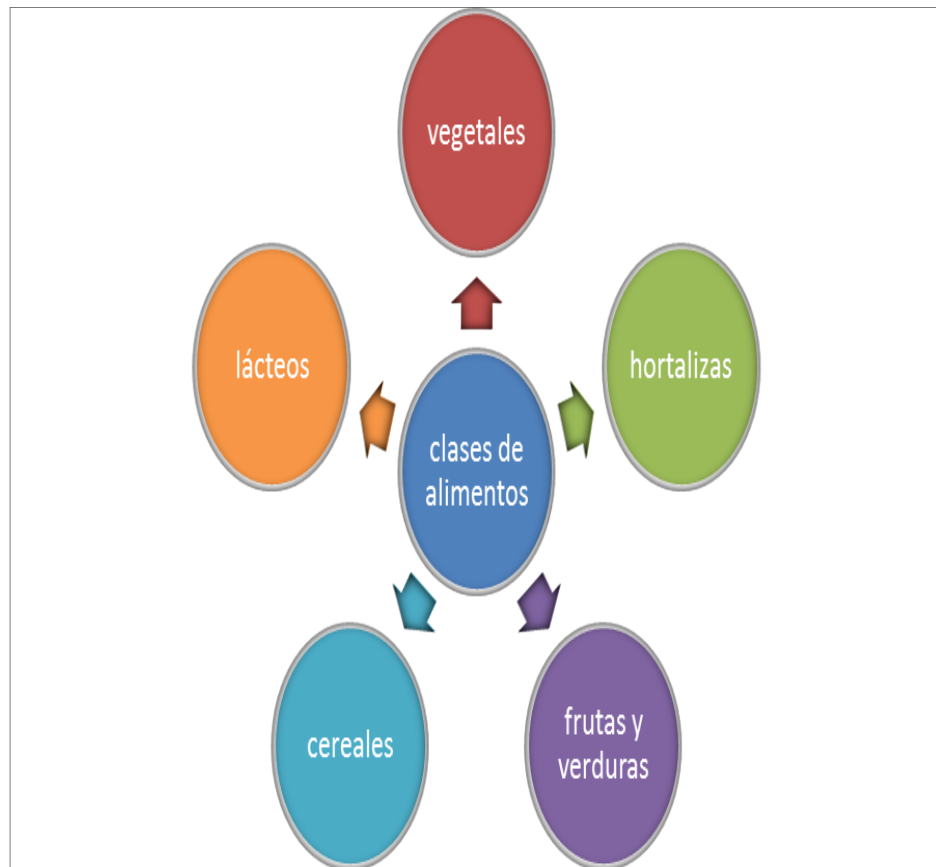 vegetales
lácteos
hortalizas
clases de
alimentos
cereales
frutas y
verduras